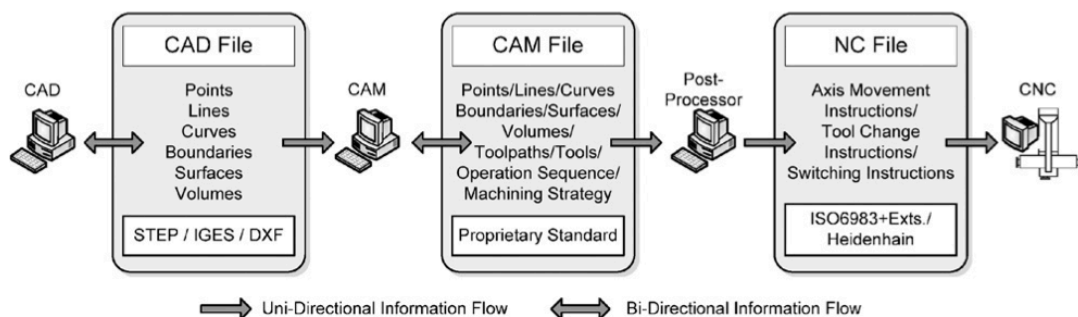 CAD
CAD File
Points
Lines
Curves
Boundaries
Surfaces
Volumes
STEP / IGES / DXF
CAM
CAM File
Points/Lines/Curves
Boundaries/Surfaces/
Volumes/
Toolpaths/Tools/
Operation Sequence/
Machining Strategy
Proprietary Standard
Post-
Processor
NC File
Axis Movement
Instructions/
Tool Change
Instructions/
Switching Instructions
ISO6983+Exts./
Heidenhain
CNC
Uni-Directional Information Flow
Bi-Directional Information Flow